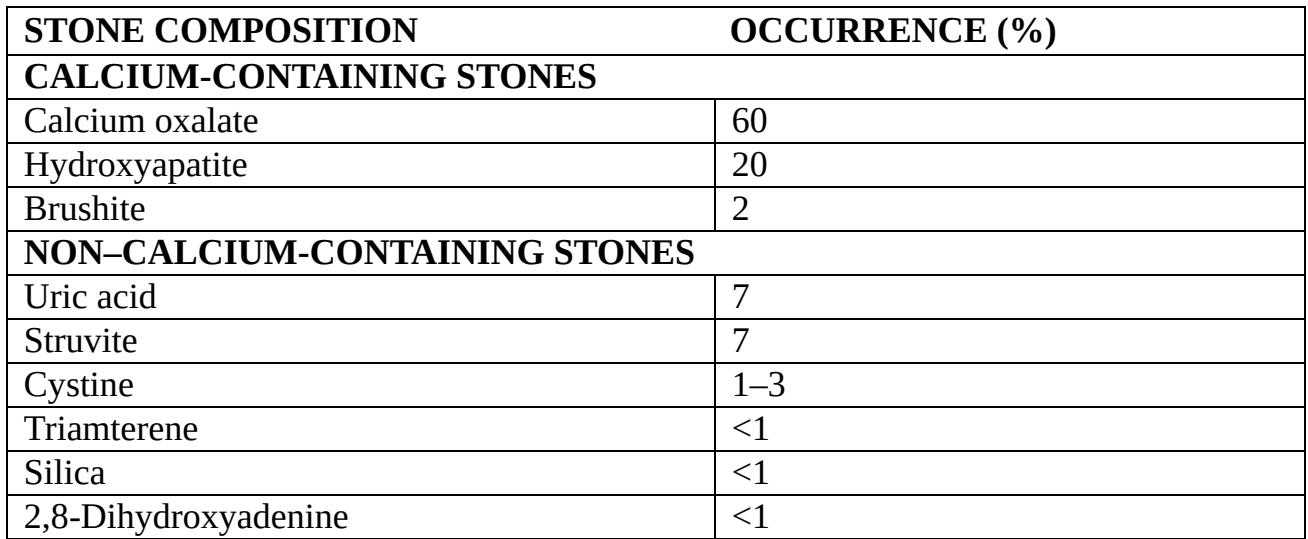 STONE COMPOSITION OCCURRENCE (%)
CALCIUM-CONTAINING STONES
Calcium oxalate 60
Hydroxyapatite 20
Brushite 2
NON–CALCIUM-CONTAINING STONES
Uric acid 7
Struvite 7
Cystine 1–3
Triamterene <1
Silica <1
2,8-Dihydroxyadenine <1